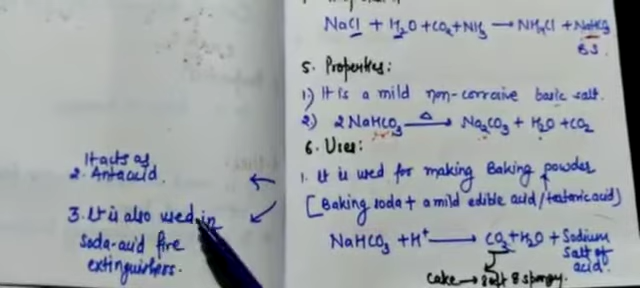 NaCl + H₂O + CO₂ + NH₃ → NH₄Cl + NaHCO₃
B.S.
5. Properties:
1) It is a mild non-corraive basic salt.
2) 2NaHCO₃ —Δ→ Na₂CO₃ + H₂O + CO₂
6. Uses:
1. It is used for making Baking powder
[Baking soda + a mild edible acid/tartaric acid)
NaHCO₃ + H⁺ → CO₂ + H₂O + Sodium
salt of
acid.
cake → soft & spongy.
It acts as
2. Antacid.
3. It is also used in
Soda-acid fire
extinguishers.